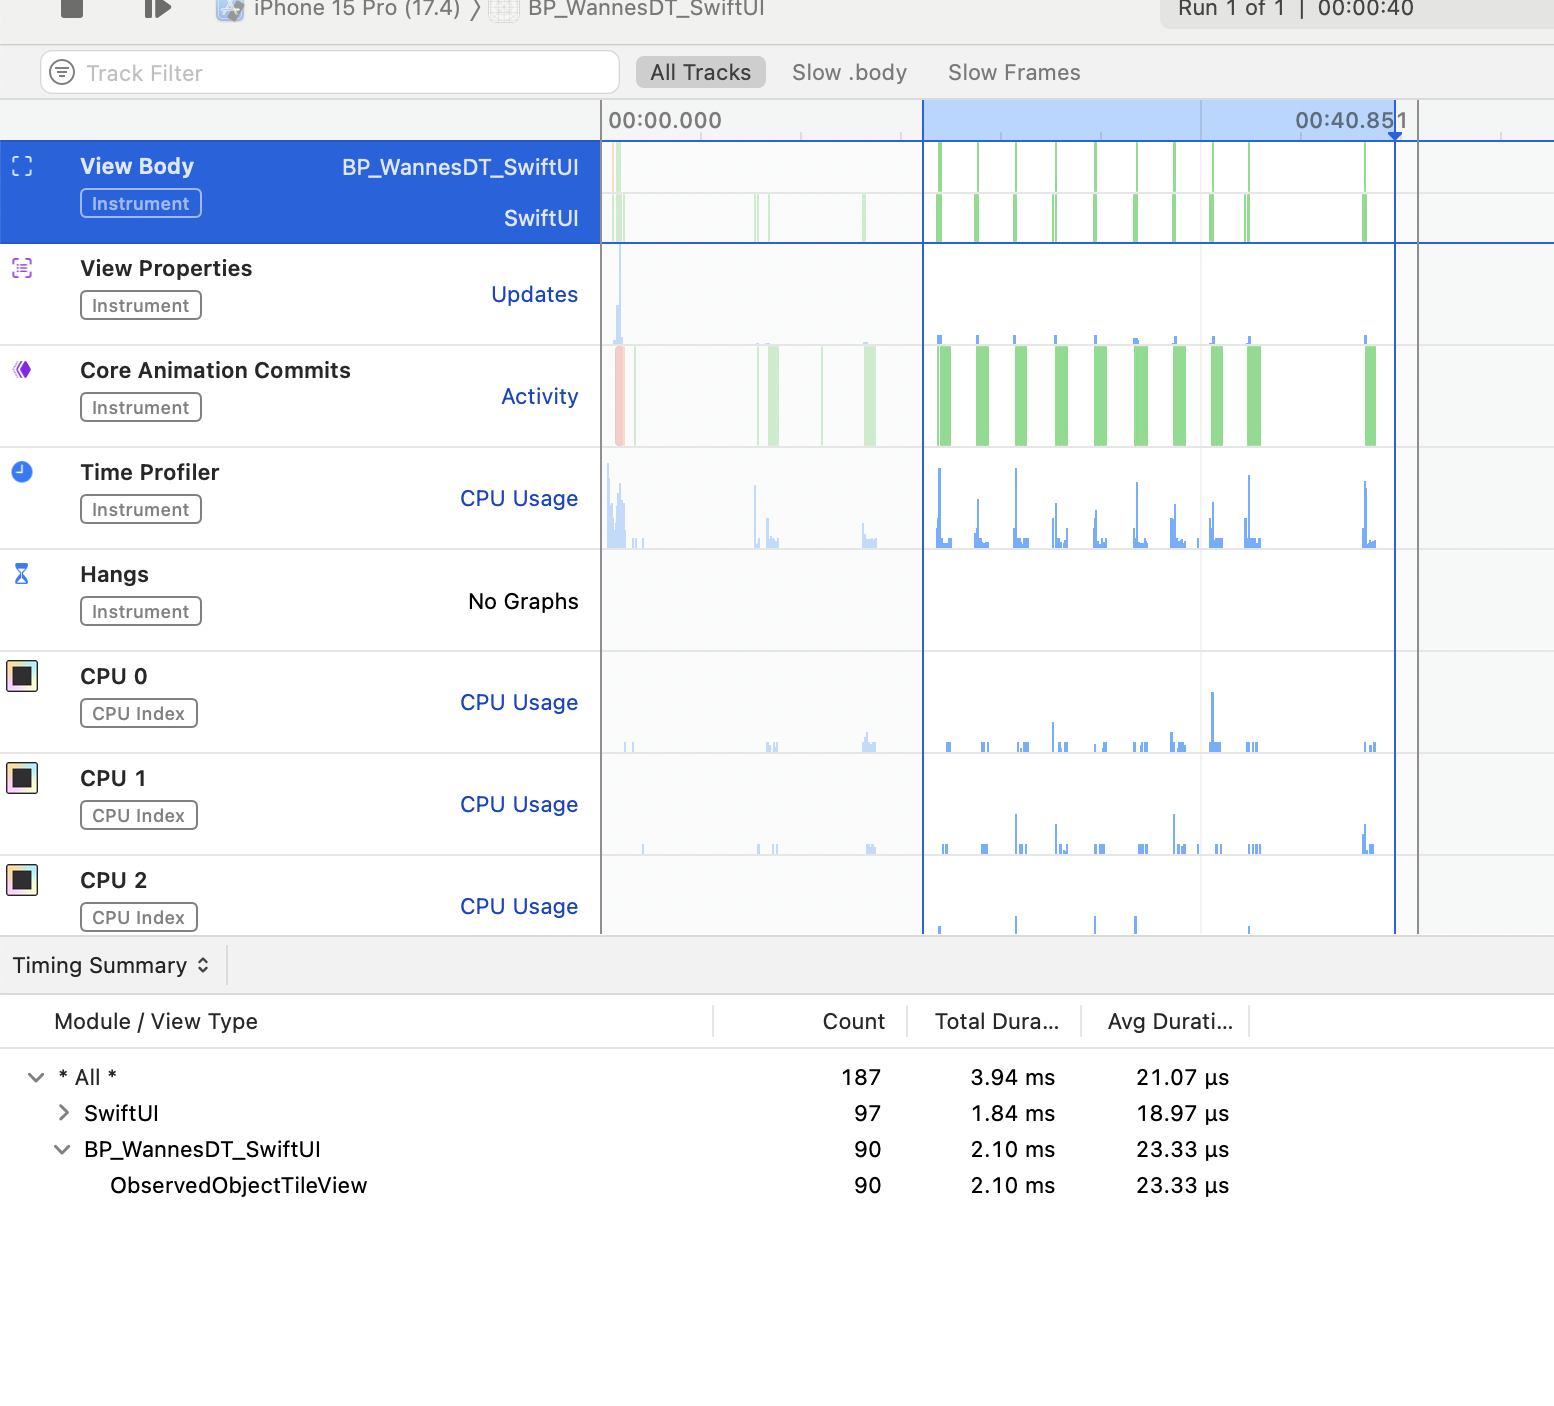 iPhone 15 Pro (17.4) 〉 BP_WannesDT_SwiftUI
Run 1 of 1 | 00:00:40
Track Filter
All Tracks
Slow .body
Slow Frames
00:00.000
00:40.851
View Body
BP_WannesDT_SwiftUI
Instrument
SwiftUI
View Properties
Instrument
Updates
Core Animation Commits
Instrument
Activity
Time Profiler
Instrument
CPU Usage
Hangs
Instrument
No Graphs
CPU 0
CPU Index
CPU Usage
CPU 1
CPU Index
CPU Usage
CPU 2
CPU Index
CPU Usage
Timing Summary
Module / View Type Count Total Dura... Avg Durati...
* All * 187 3.94 ms 21.07 µs
SwiftUI 97 1.84 ms 18.97 µs
BP_WannesDT_SwiftUI 90 2.10 ms 23.33 µs
ObservedObjectTileView 90 2.10 ms 23.33 µs